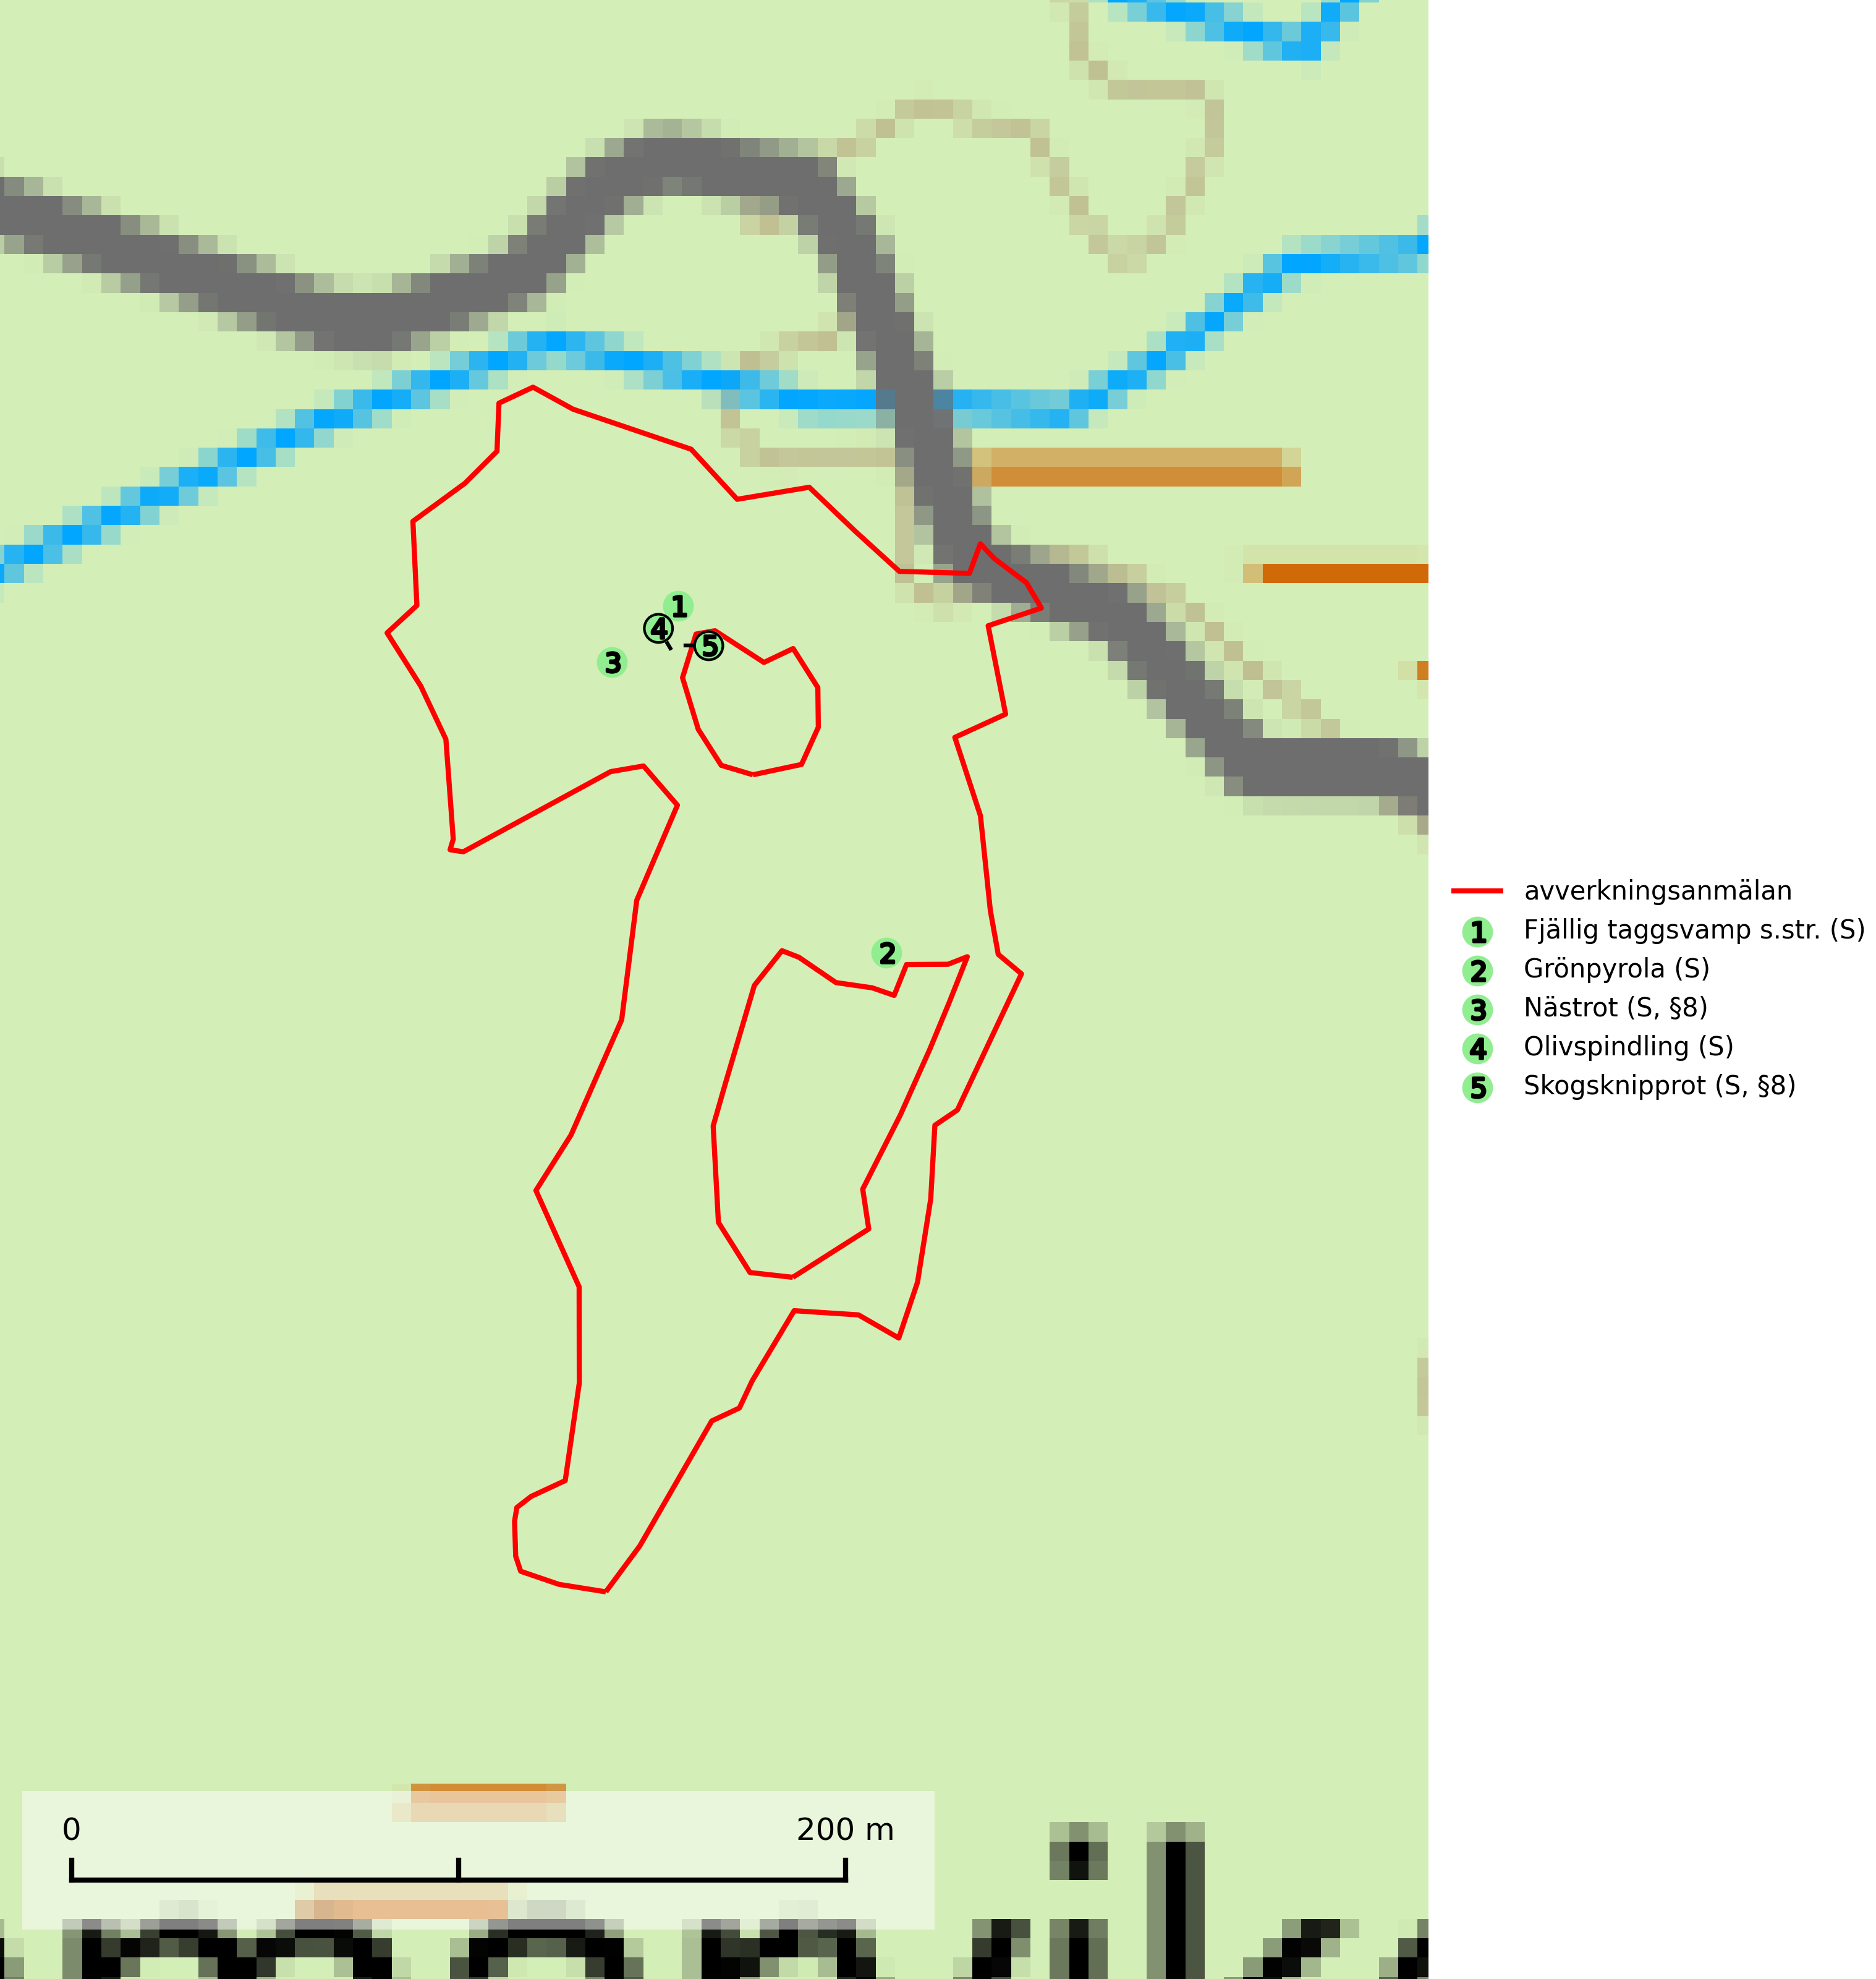 1
4
5
3
2
avverkningsanmälan
1 Fjällig taggsvamp s.str. (S)
2 Grönpyrola (S)
3 Nästrot (S, §8)
4 Olivspindling (S)
5 Skogsknipprot (S, §8)
0 200 m